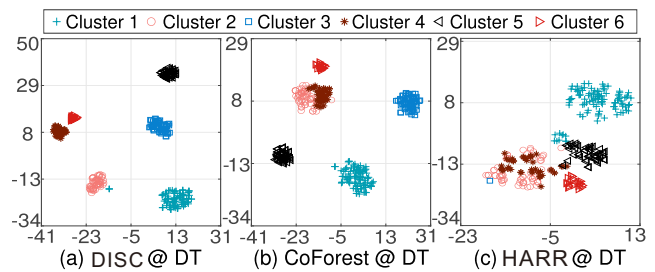 Cluster 1 Cluster 2 Cluster 3 Cluster 4 Cluster 5 Cluster 6
(a)
50
29
8
-13
-34
-41 -23 -5 13 31
(a) DISC @ DT
(b)
29
8
-13
-34
-23 -5 13 31
(b) CoForest @ DT
(c)
29
8
-13
-34
-23 -5 13
(c) HARR @ DT